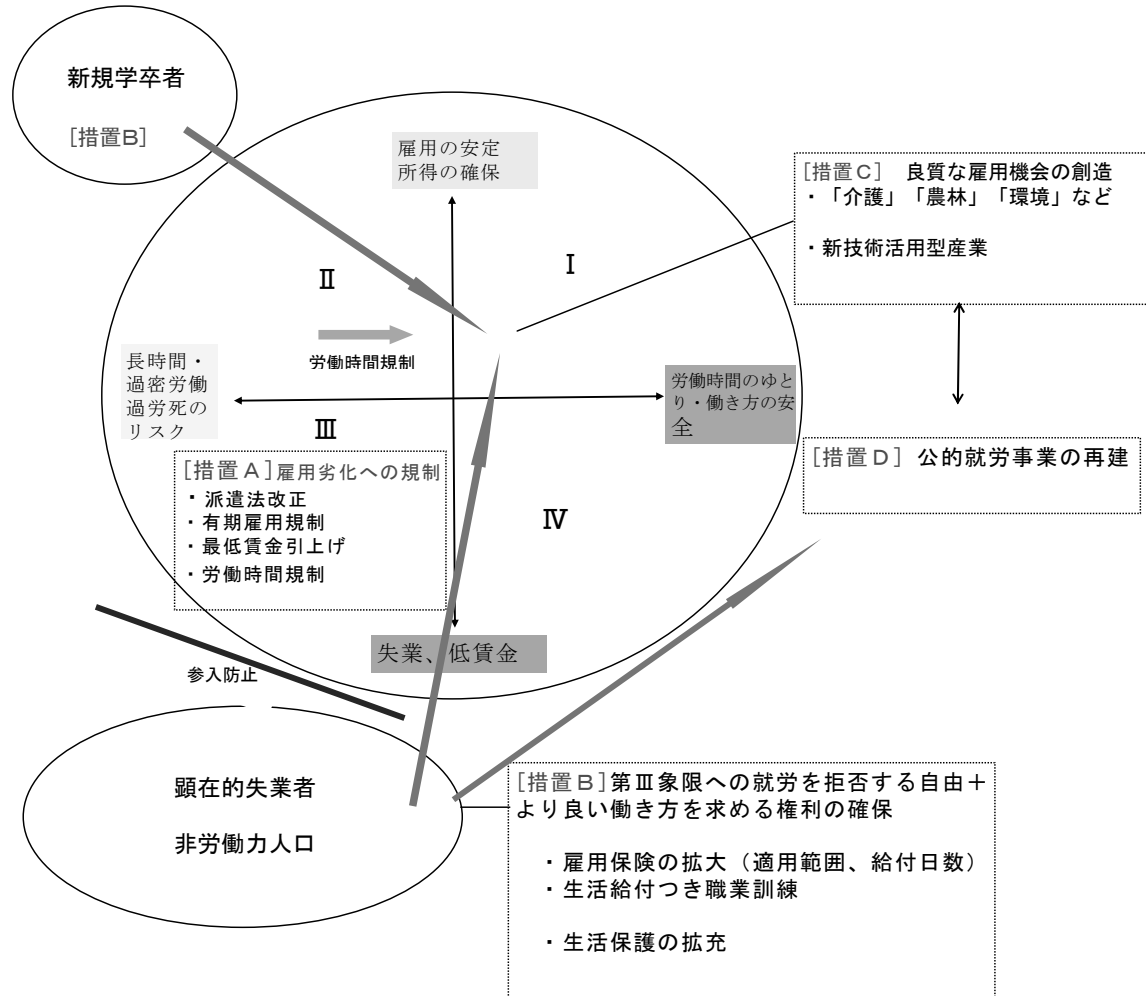 新規学卒者
[措置B]
雇用の安定
所得の確保
[措置C] 良質な雇用機会の創造
・「介護」「農林」「環境」など
・新技術活用型産業
Ⅰ
Ⅱ
労働時間規制
長時間・
過密労働
過労死の
リスク
労働時間のゆと
り・働き方の安
全
Ⅲ
[措置A]雇用劣化への規制
・派遣法改正
・有期雇用規制
・最低賃金引上げ
・労働時間規制
Ⅳ
[措置D] 公的就労事業の再建
失業、低賃金
参入防止
顕在的失業者
非労働力人口
[措置B]第Ⅲ象限への就労を拒否する自由＋
より良い働き方を求める権利の確保
・雇用保険の拡大（適用範囲、給付日数）
・生活給付つき職業訓練
・生活保護の拡充